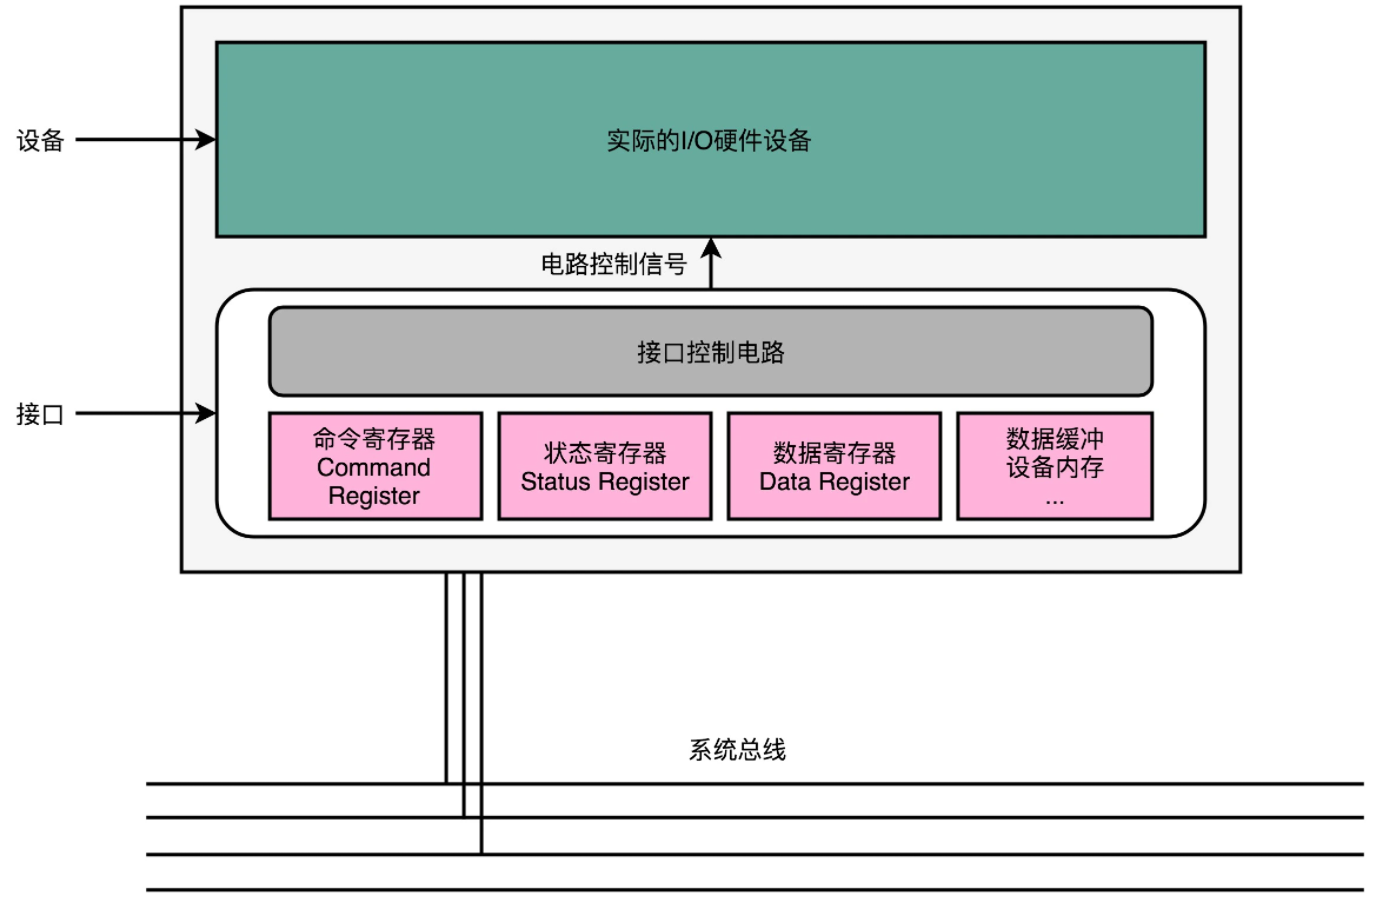 设备
实际的I/O硬件设备
电路控制信号
接口控制电路
接口
命令寄存器
Command
Register
状态寄存器
Status Register
数据寄存器
Data Register
数据缓冲
设备内存
...
系统总线